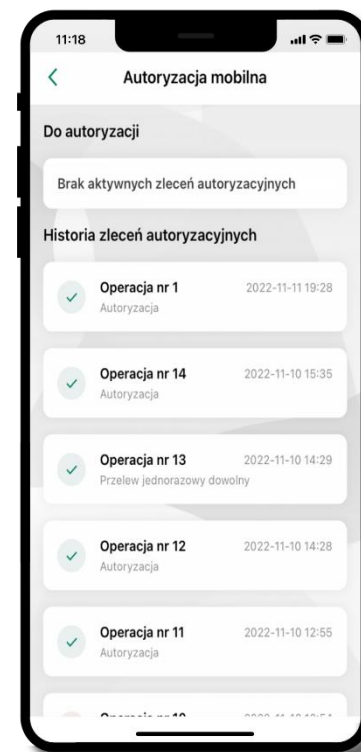 11:18
Autoryzacja mobilna
Do autoryzacji
Brak aktywnych zleceń autoryzacyjnych
Historia zleceń autoryzacyjnych
Operacja nr 1 2022-11-11 19:28
Autoryzacja
Operacja nr 14 2022-11-10 15:35
Autoryzacja
Operacja nr 13 2022-11-10 14:29
Przelew jednorazowy dowolny
Operacja nr 12 2022-11-10 14:28
Autoryzacja
Operacja nr 11 2022-11-10 12:55
Autoryzacja
Operacja nr 10